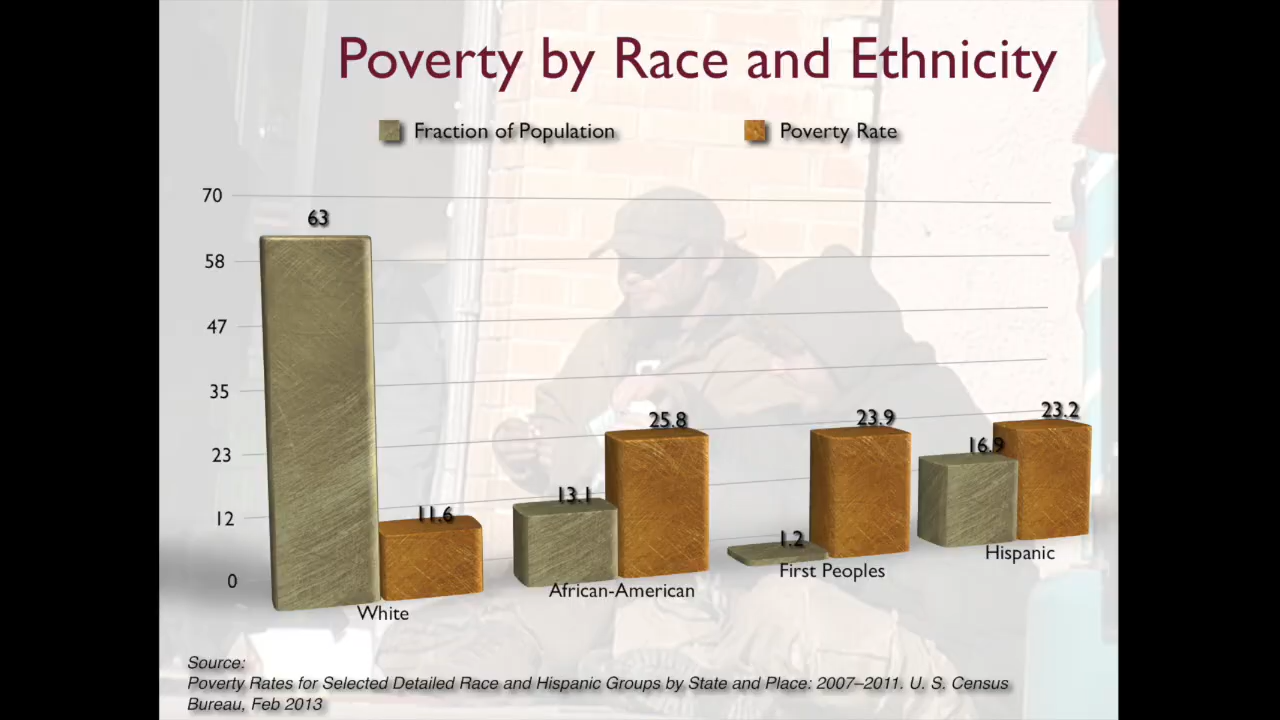 Poverty by Race and Ethnicity
Fraction of Population
Poverty Rate
70
58
47
35
23
12
0
63
11.6
13.1
25.8
1.2
23.9
16.9
23.2
White
African-American
First Peoples
Hispanic
Source:
Poverty Rates for Selected Detailed Race and Hispanic Groups by State and Place: 2007–2011. U. S. Census
Bureau, Feb 2013